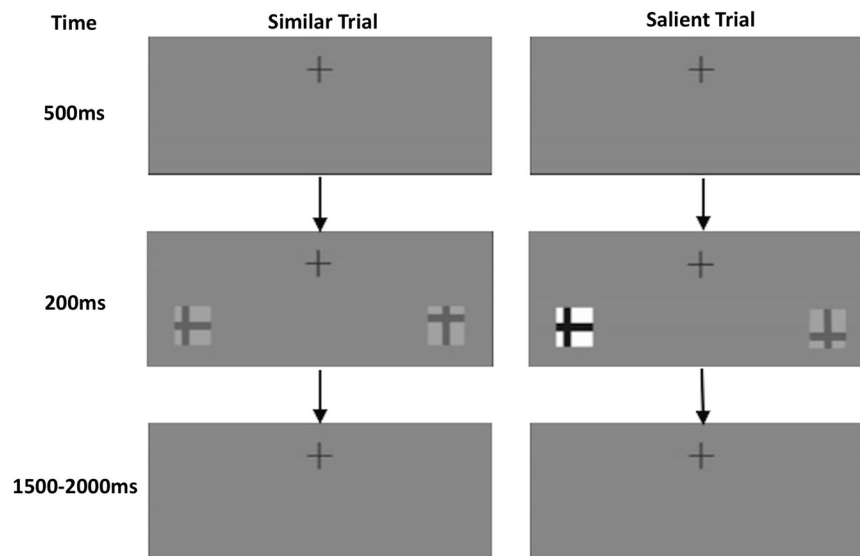 Time
Similar Trial
Salient Trial
500ms
200ms
1500-2000ms